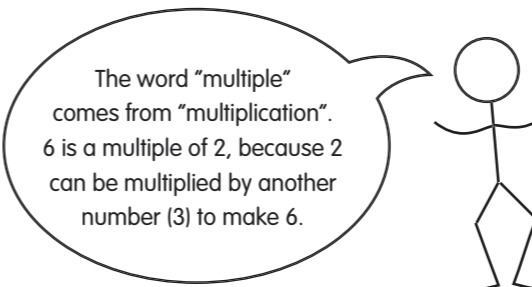 The word “multiple”
comes from “multiplication”.
6 is a multiple of 2, because 2
can be multiplied by another
number (3) to make 6.